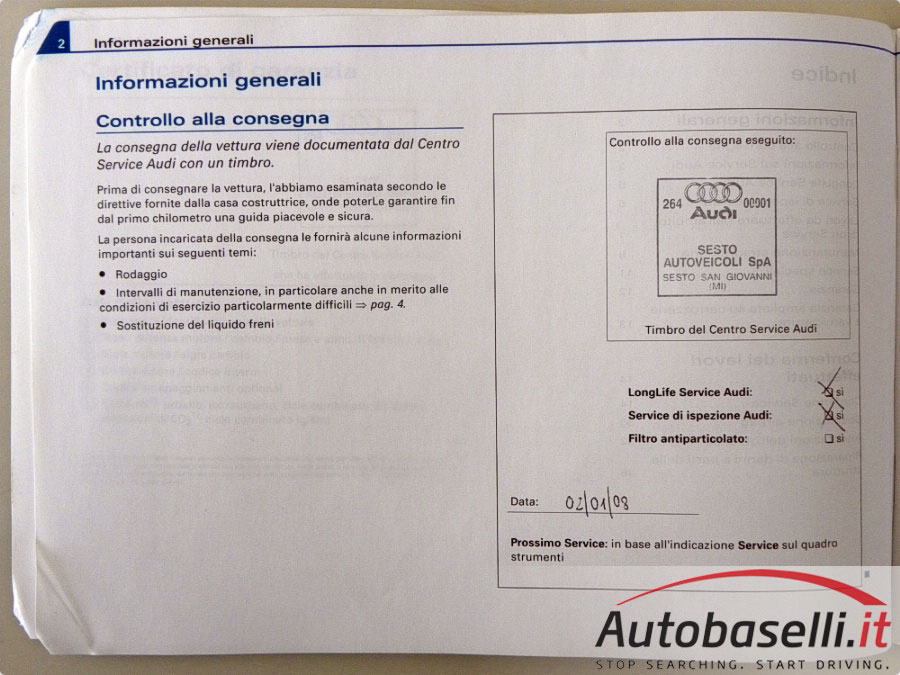 2 Informazioni generali
Informazioni generali
Controllo alla consegna
La consegna della vettura viene documentata dal Centro
Service Audi con un timbro.
Prima di consegnare la vettura, l'abbiamo esaminata secondo le
direttive fornite dalla casa costruttrice, onde poterLe garantire fin
dal primo chilometro una guida piacevole e sicura.
La persona incaricata della consegna le fornirà alcune informazioni
importanti sui seguenti temi:
• Rodaggio
• Intervalli di manutenzione, in particolare anche in merito alle
condizioni di esercizio particolarmente difficili ⇒ pag. 4.
• Sostituzione del liquido freni
Controllo alla consegna eseguito:
264 00001
Audi
SESTO
AUTOVEICOLI SpA
SESTO SAN GIOVANNI
(MI)
Timbro del Centro Service Audi
LongLife Service Audi: sì
Service di ispezione Audi: sì
Filtro antiparticolato: sì
Data: 02/01/08
Prossimo Service: in base all'indicazione Service sul quadro
strumenti
Autobaselli.it
STOP SEARCHING. START DRIVING.